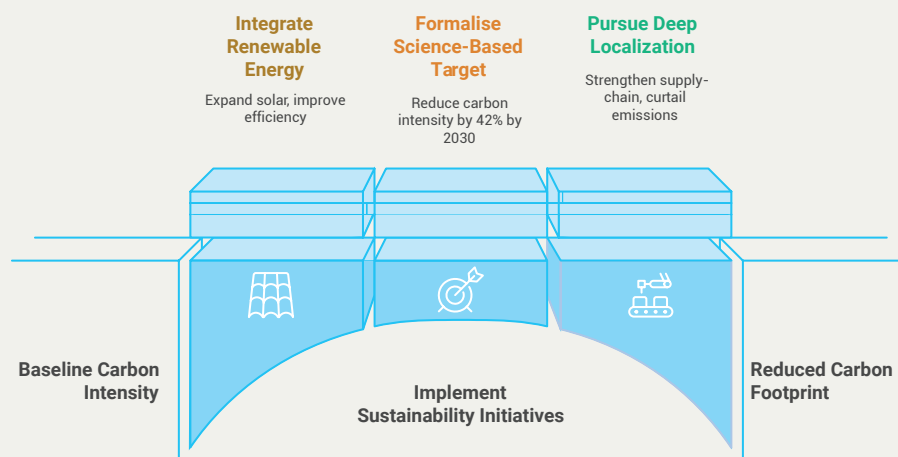 Integrate
Renewable
Energy
Expand solar, improve
efficiency
Formalise
Science-Based
Target
Reduce carbon
intensity by 42% by
2030
Pursue Deep
Localization
Strengthen supply-
chain, curtail
emissions
Baseline Carbon
Intensity
Implement
Sustainability Initiatives
Reduced Carbon
Footprint